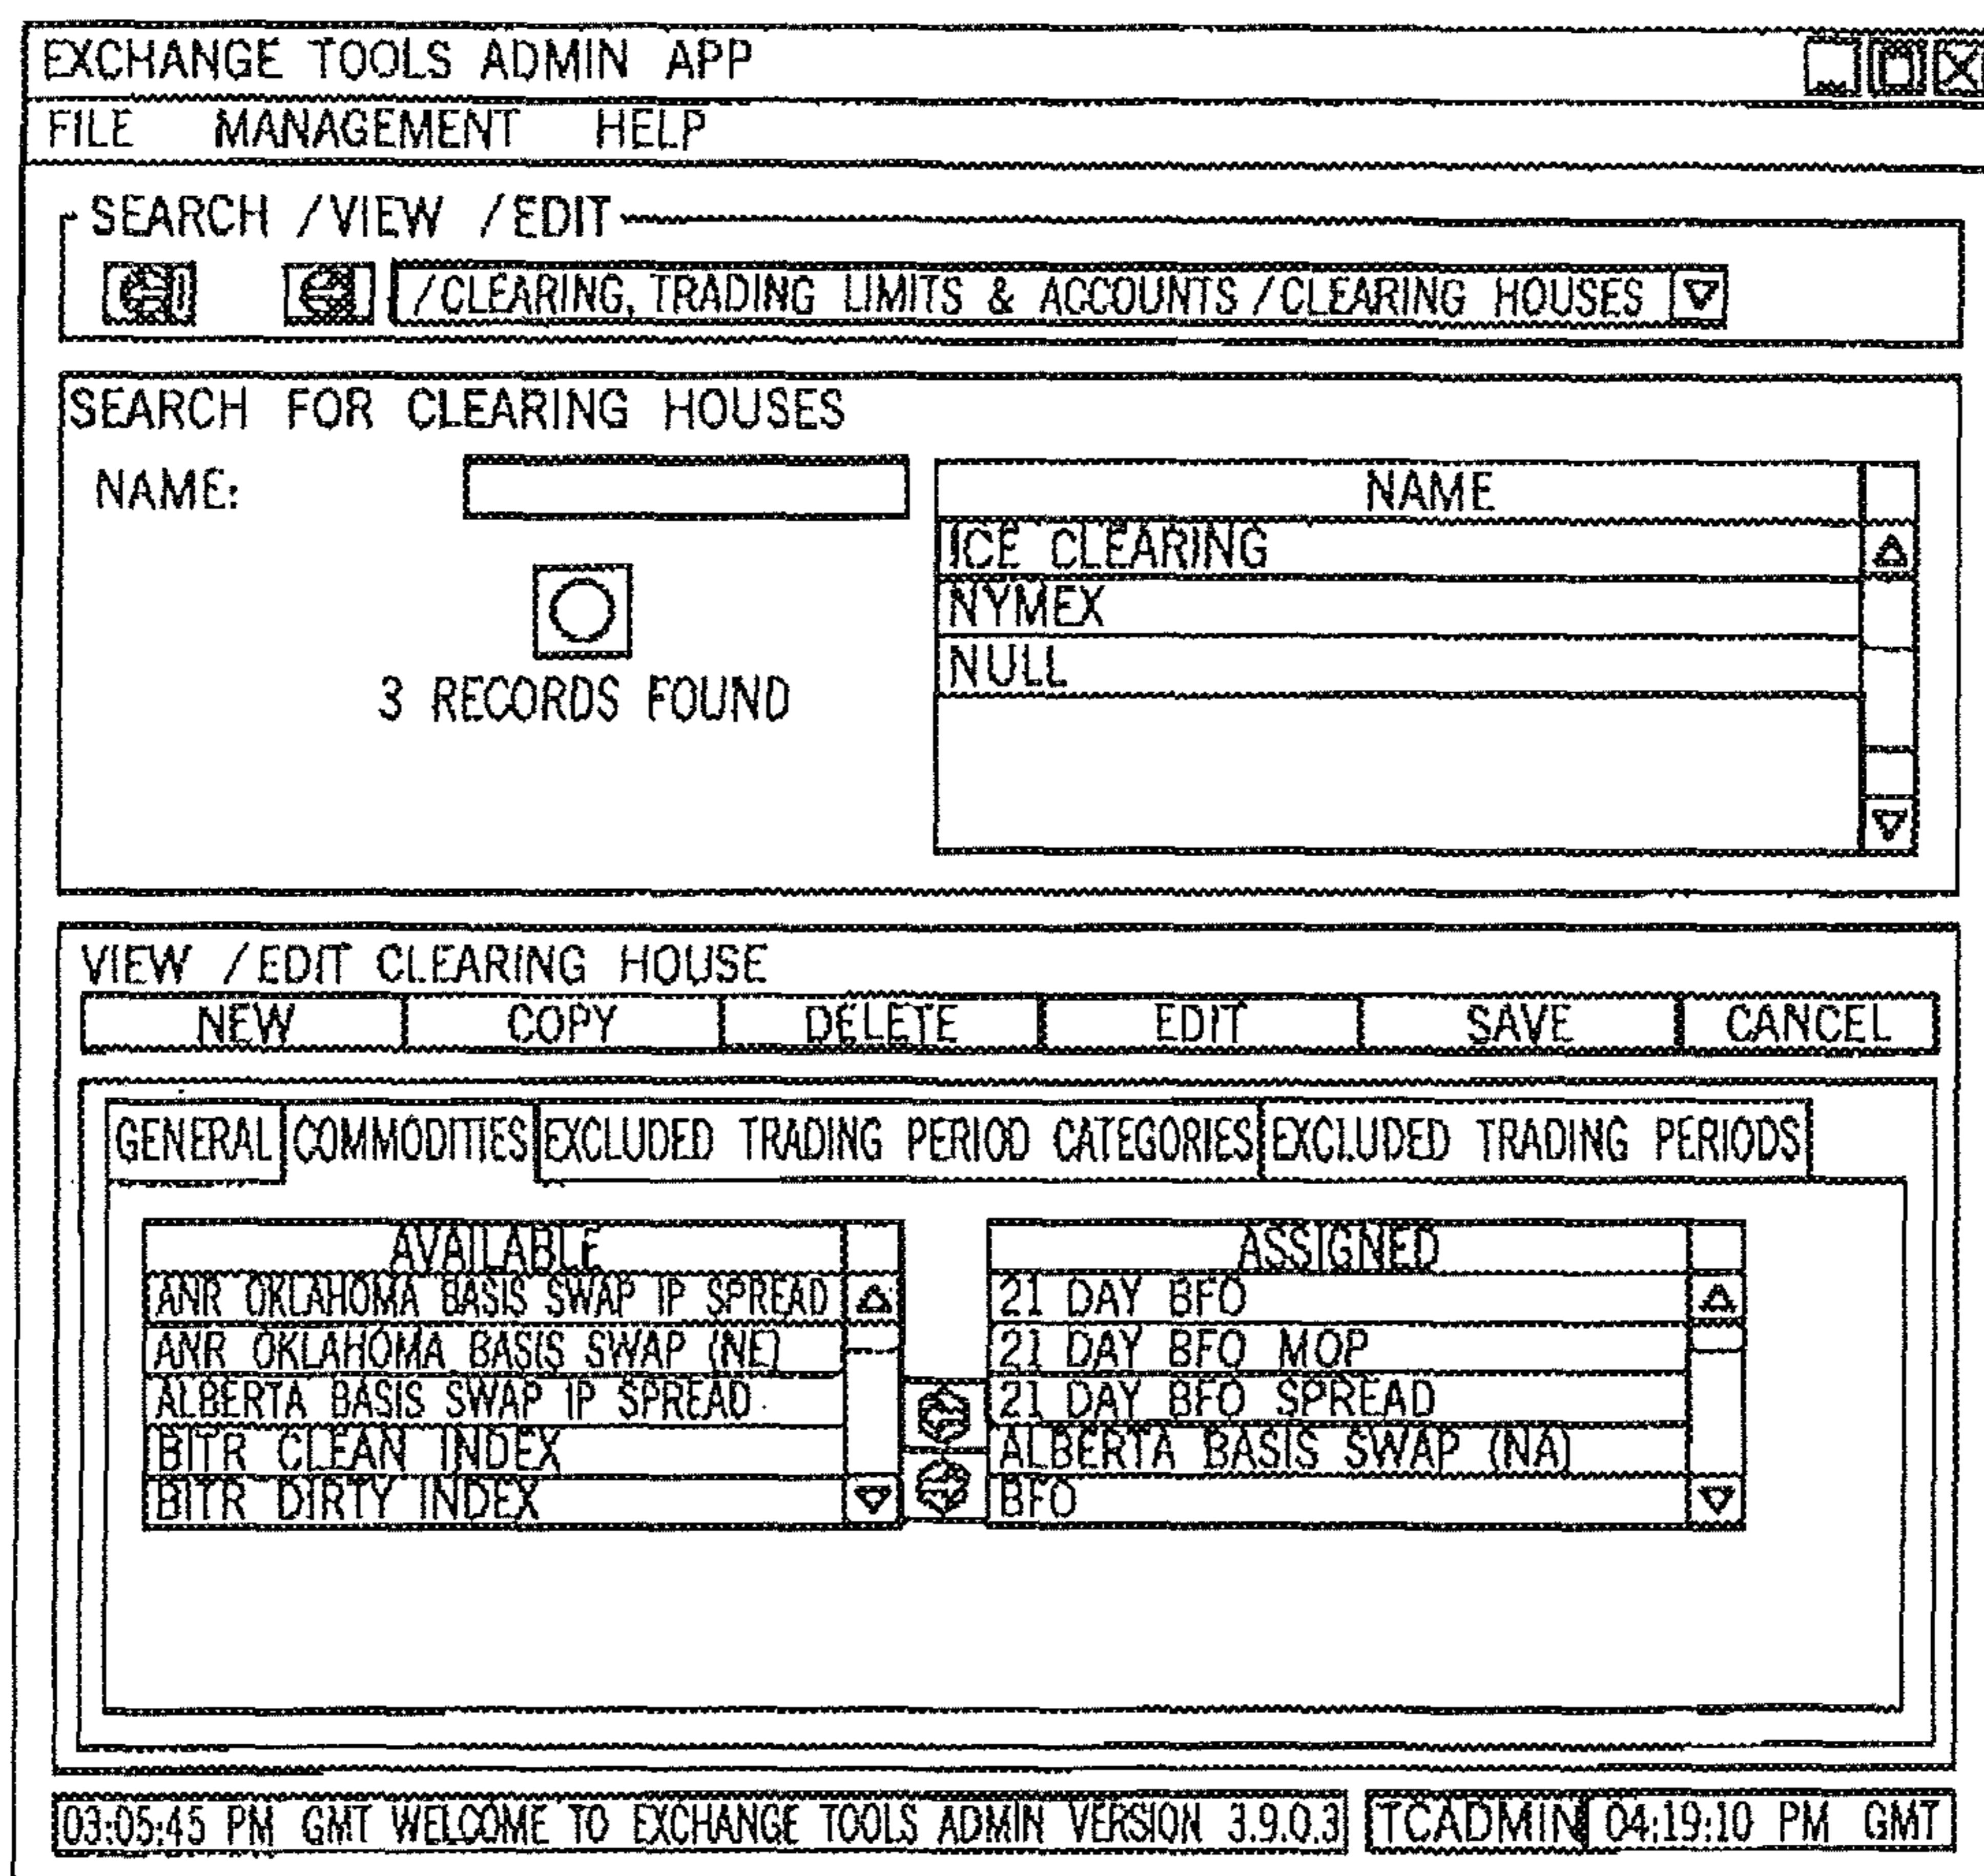 EXCHANGE TOOLS ADMIN APP
FILE MANAGEMENT HELP
SEARCH /VIEW /EDIT
/CLEARING, TRADING LIMITS & ACCOUNTS /CLEARING HOUSES
SEARCH FOR CLEARING HOUSES
NAME:
3 RECORDS FOUND
NAME
ICE CLEARING
NYMEX
NULL
VIEW /EDIT CLEARING HOUSE
NEW COPY DELETE EDIT SAVE CANCEL
GENERAL COMMODITIES EXCLUDED TRADING PERIOD CATEGORIES EXCLUDED TRADING PERIODS
AVAILABLE
ANR OKLAHOMA BASIS SWAP IP SPREAD
ANR OKLAHOMA BASIS SWAP (NE)
ALBERTA BASIS SWAP IP SPREAD
BITR CLEAN INDEX
BITR DIRTY INDEX
ASSIGNED
21 DAY BFO
21 DAY BFO MOP
21 DAY BFO SPREAD
ALBERTA BASIS SWAP (NA)
BFO
03:05:45 PM GMT WELCOME TO EXCHANGE TOOLS ADMIN VERSION 3.9.0.3 TCADMIN 04:19:10 PM GMT